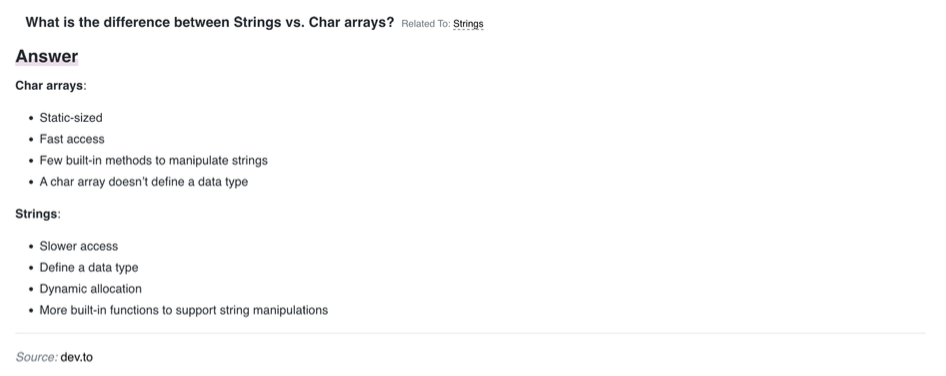 What is the difference between Strings vs. Char arrays? Related To: Strings
Answer
Char arrays:
• Static-sized
• Fast access
• Few built-in methods to manipulate strings
• A char array doesn't define a data type
Strings:
• Slower access
• Define a data type
• Dynamic allocation
• More built-in functions to support string manipulations
Source: dev.to